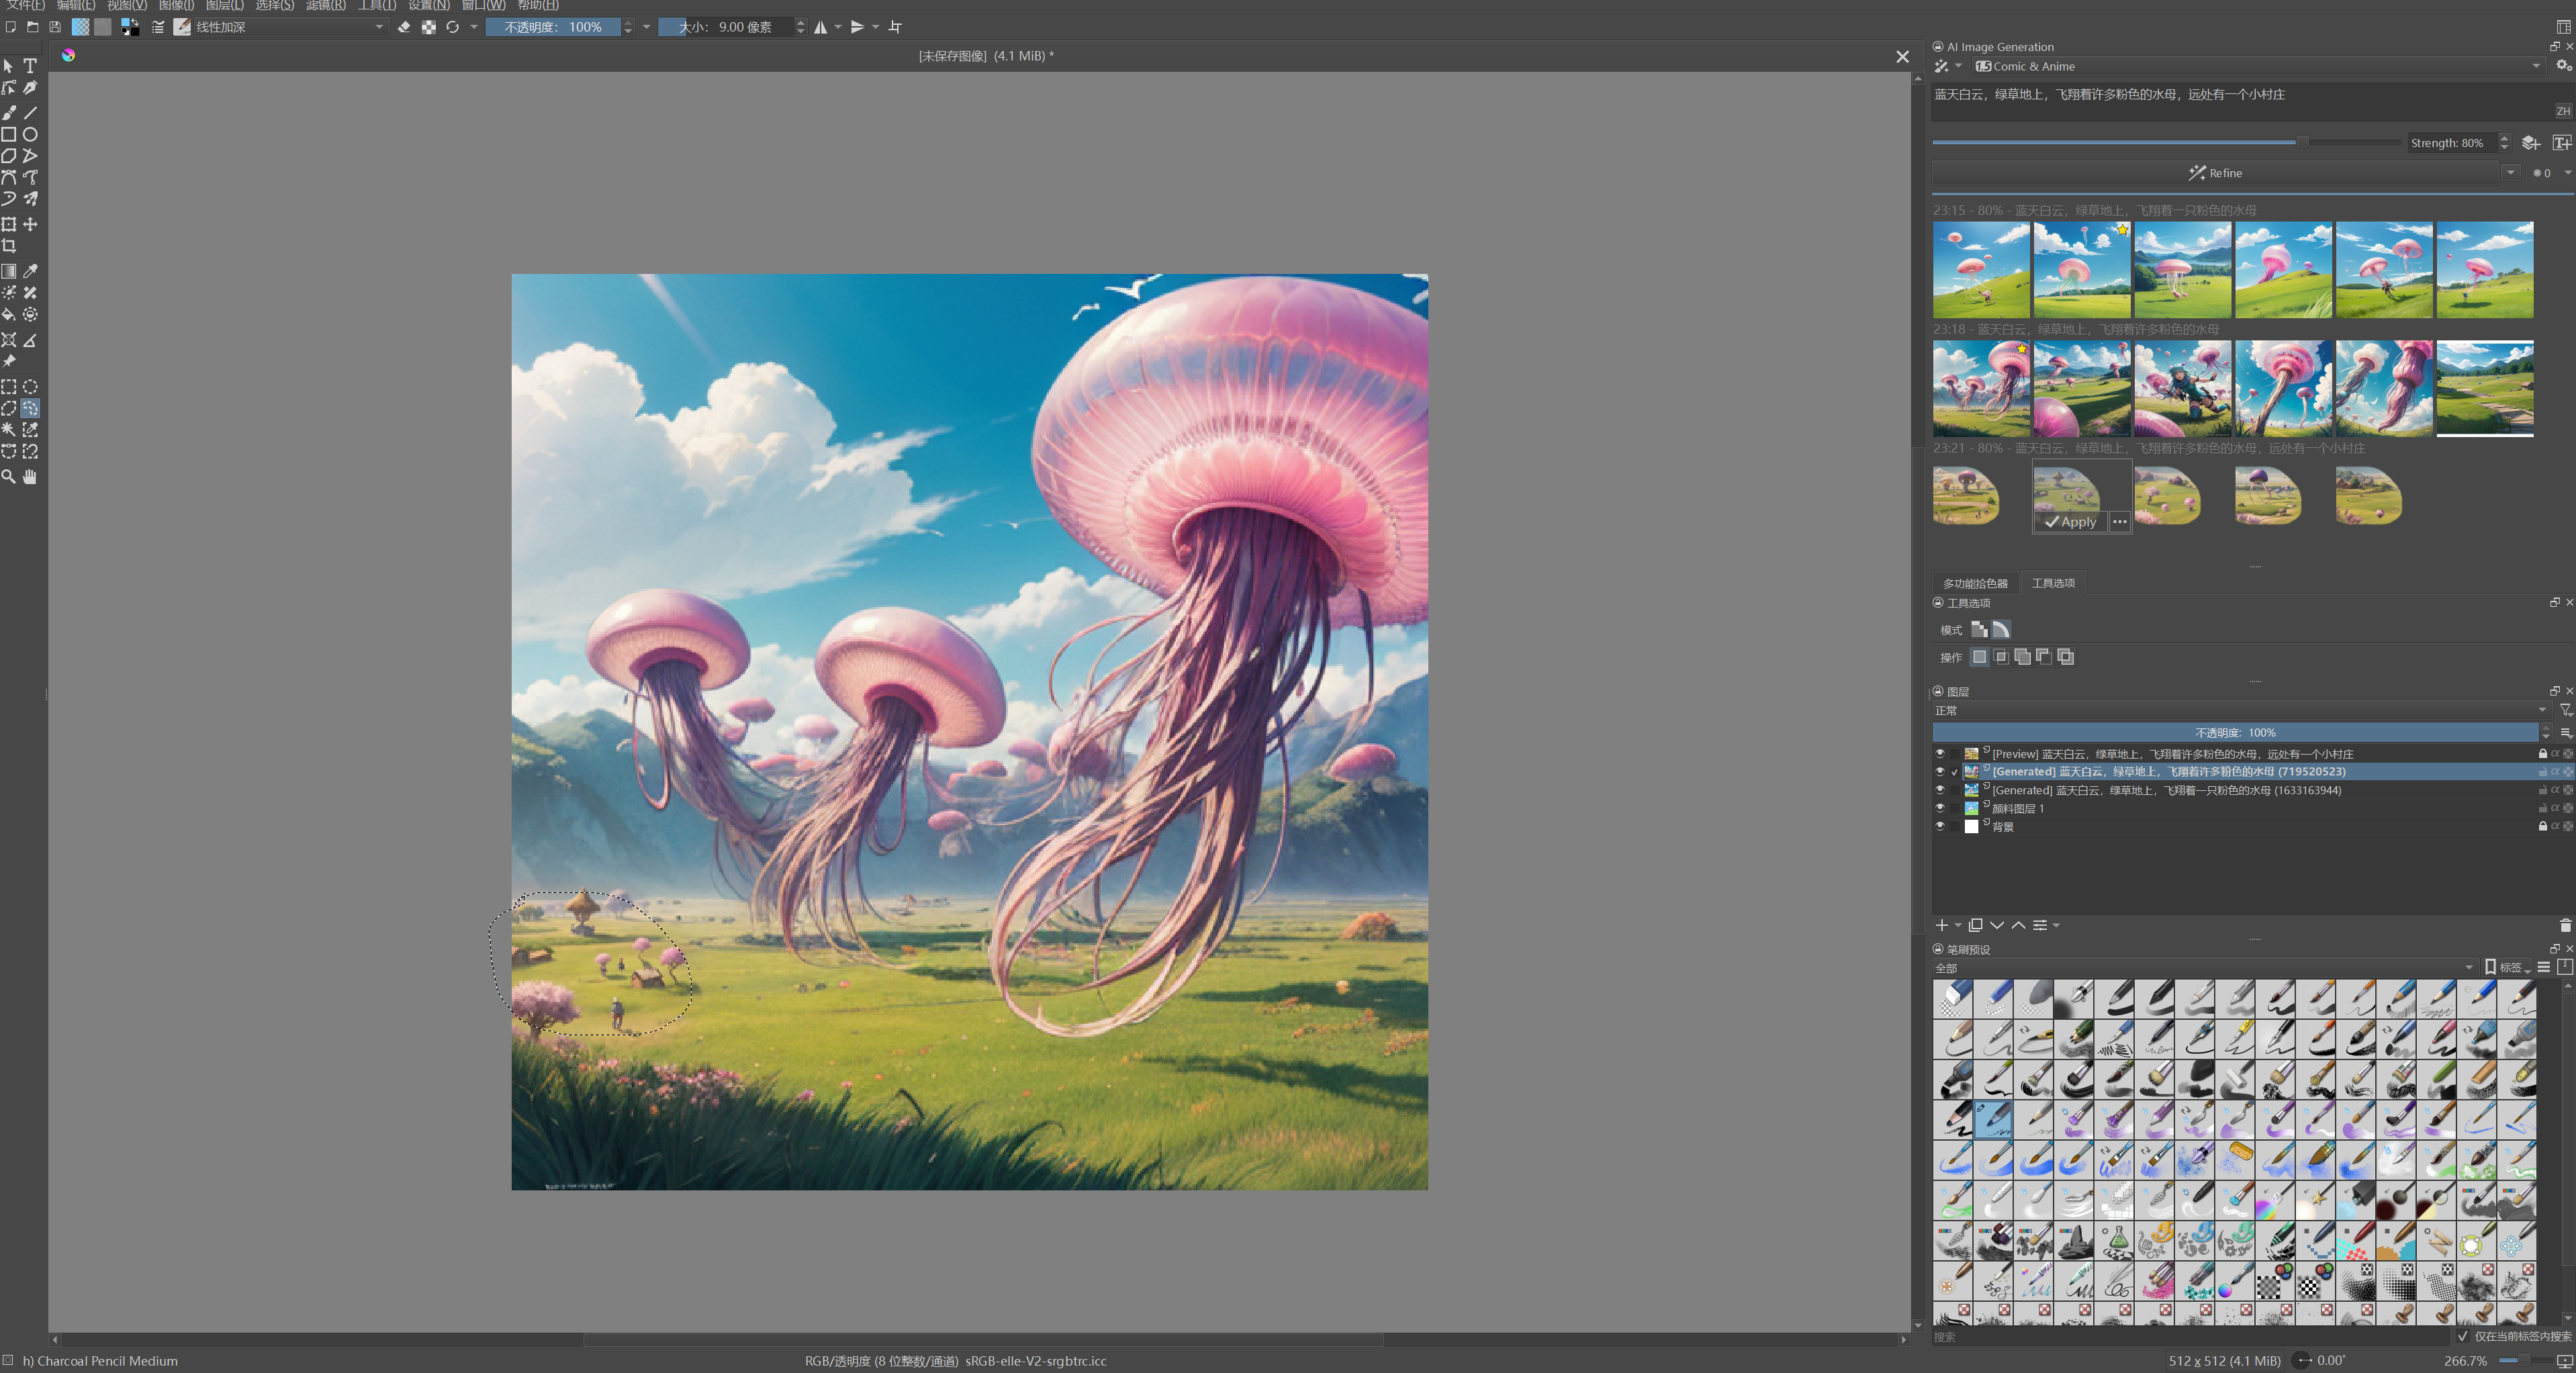 文件(F) 编辑(E) 视图(V) 图像(I) 图层(L) 选择(S) 滤镜(R) 工具(T) 设置(N) 窗口(W) 帮助(H)
线性加深 不透明度: 100% 大小: 9.00 像素
[未保存图像] (4.1 MiB) *
AI Image Generation
1.5 Comic & Anime
蓝天白云，绿草地上，飞翔着许多粉色的水母，远处有一个小村庄
ZH
Strength: 80%
Refine 0
23:15 - 80% - 蓝天白云，绿草地上，飞翔着一只粉色的水母
23:18 - 蓝天白云，绿草地上，飞翔着许多粉色的水母
23:21 - 80% - 蓝天白云，绿草地上，飞翔着许多粉色的水母，远处有一个小村庄
Apply
多功能拾色器 工具选项
工具选项
模式
操作
图层
正常
不透明度: 100%
[Preview] 蓝天白云，绿草地上，飞翔着许多粉色的水母，远处有一个小村庄
[Generated] 蓝天白云，绿草地上，飞翔着许多粉色的水母 (719520523)
[Generated] 蓝天白云，绿草地上，飞翔着一只粉色的水母 (1633163944)
颜料图层 1
背景
笔刷预设
全部 标签
搜索 仅在当前标签内搜索
h) Charcoal Pencil Medium RGB/透明度 (8 位整数/通道) sRGB-elle-V2-srgbtrc.icc 512 x 512 (4.1 MiB) 0.00° 266.7%